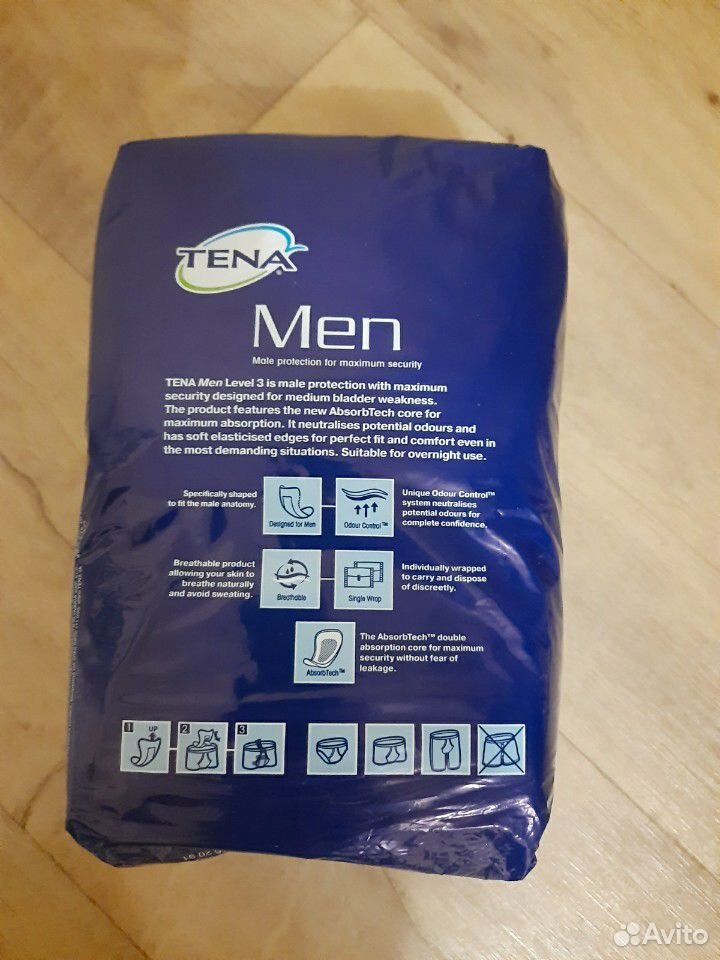 TENA
Men
Male protection for maximum security
TENA Men Level 3 is male protection with maximum
security designed for medium bladder weakness.
The product features the new AbsorbTech core for
maximum absorption. It neutralises potential odours and
has soft elasticised edges for perfect fit and comfort even in
the most demanding situations. Suitable for overnight use.
Specifically shaped
to fit the male anatomy.
Designed for Men
Odour Control™
Unique Odour Control™
system neutralises
potential odours for
complete confidence.
Breathable product
allowing your skin to
breathe naturally
and avoid sweating.
Breathable
Single Wrap
Individually wrapped
to carry and dispose
of discreetly.
AbsorbTech™
The AbsorbTech™ double
absorption core for maximum
security without fear of
leakage.
1 UP
2
3
Avito